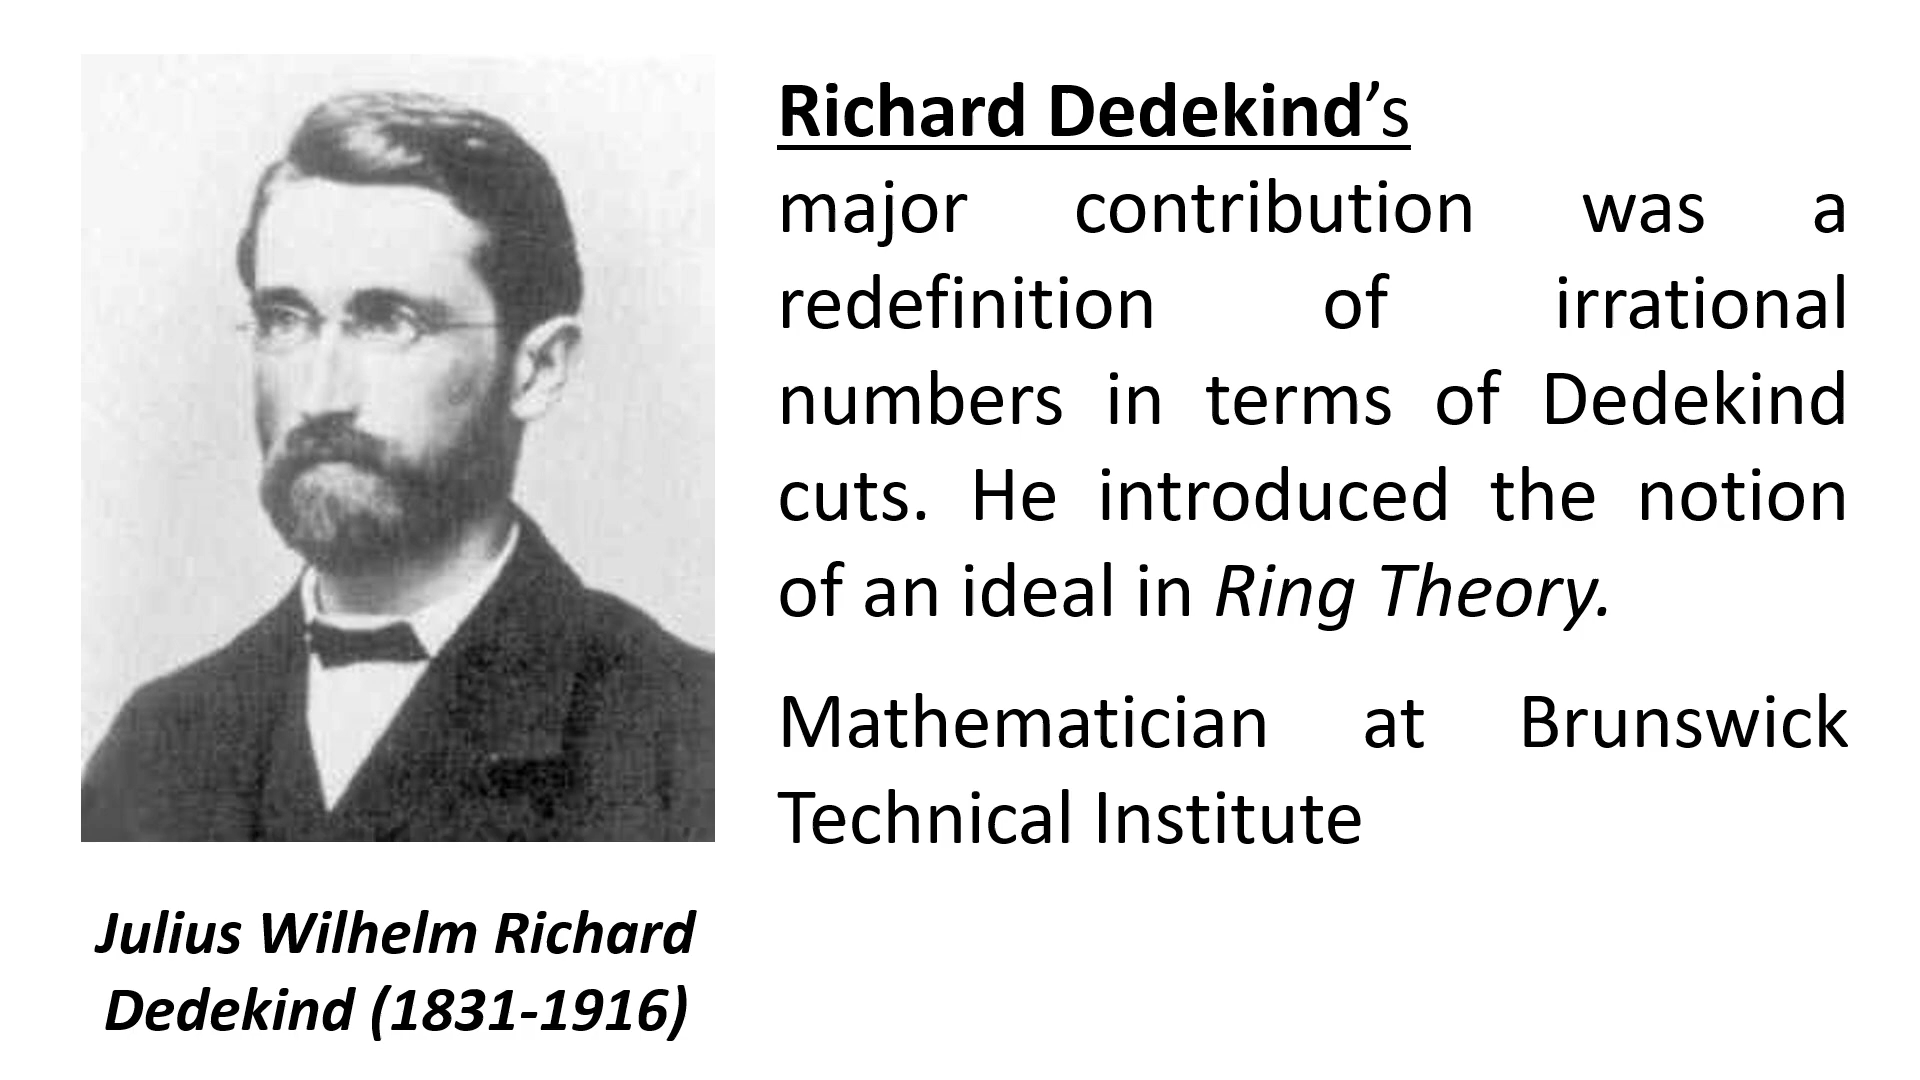 Richard Dedekind’s
major contribution was a
redefinition of irrational
numbers in terms of Dedekind
cuts. He introduced the notion
of an ideal in Ring Theory.
Mathematician at Brunswick
Technical Institute
Julius Wilhelm Richard
Dedekind (1831-1916)